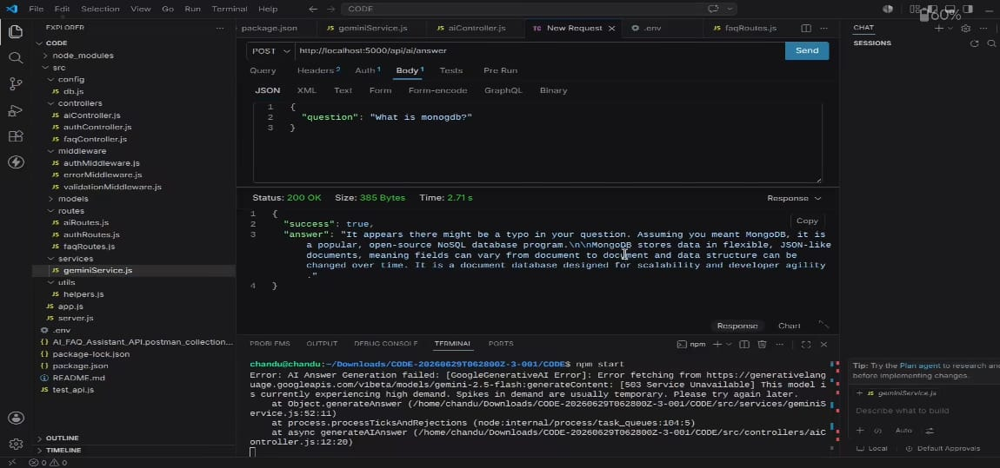 File Edit Selection View Go Run Terminal Help
CODE
60%
EXPLORER
package.json
geminiService.js
aiController.js
New Request
.env
faqRoutes.js
CODE
node_modules
src
config
db.js
controllers
aiController.js
authController.js
faqController.js
middleware
authMiddleware.js
errorMiddleware.js
validationMiddleware.js
models
routes
aiRoutes.js
authRoutes.js
faqRoutes.js
services
geminiService.js
utils
helpers.js
app.js
server.js
.env
AI_FAQ_Assistant_API.postman_collection...
package-lock.json
package.json
README.md
test_api.js
OUTLINE
TIMELINE
POST http://localhost:5000/api/ai/answer Send
Query Headers 2 Auth 1 Body 1 Tests Pre Run
JSON XML Text Form Form-encode GraphQL Binary
1 {
2 "question": "What is monogdb?"
3 }
Status: 200 OK Size: 385 Bytes Time: 2.71 s Response
Copy
1 {
2 "success": true,
3 "answer": "It appears there might be a typo in your question. Assuming you meant MongoDB, it is
a popular, open-source NoSQL database program.\n\nMongoDB stores data in flexible, JSON-like
documents, meaning fields can vary from document to document and data structure can be
changed over time. It is a document database designed for scalability and developer agility
."
4 }
Response Chart
PROBLEMS OUTPUT DEBUG CONSOLE TERMINAL PORTS
npm
chandu@chandu:~/Downloads/CODE-20260629T062800Z-3-001/CODE$ npm start
Error: AI Answer Generation failed: [GoogleGenerativeAI Error]: Error fetching from https://generativelang
uage.googleapis.com/v1beta/models/gemini-2.5-flash:generateContent: [503 Service Unavailable] This model i
s currently experiencing high demand. Spikes in demand are usually temporary. Please try again later.
at Object.generateAnswer (/home/chandu/Downloads/CODE-20260629T062800Z-3-001/CODE/src/services/geminiS
ervice.js:52:11)
at process.processTicksAndRejections (node:internal/process/task_queues:104:5)
at async generateAIAnswer (/home/chandu/Downloads/CODE-20260629T062800Z-3-001/CODE/src/controllers/aiC
ontroller.js:12:20)
CHAT
SESSIONS
Tip: Try the Plan agent to research and
before implementing changes.
geminiService.js
Describe what to build
Auto
Local Default Approvals
0 0